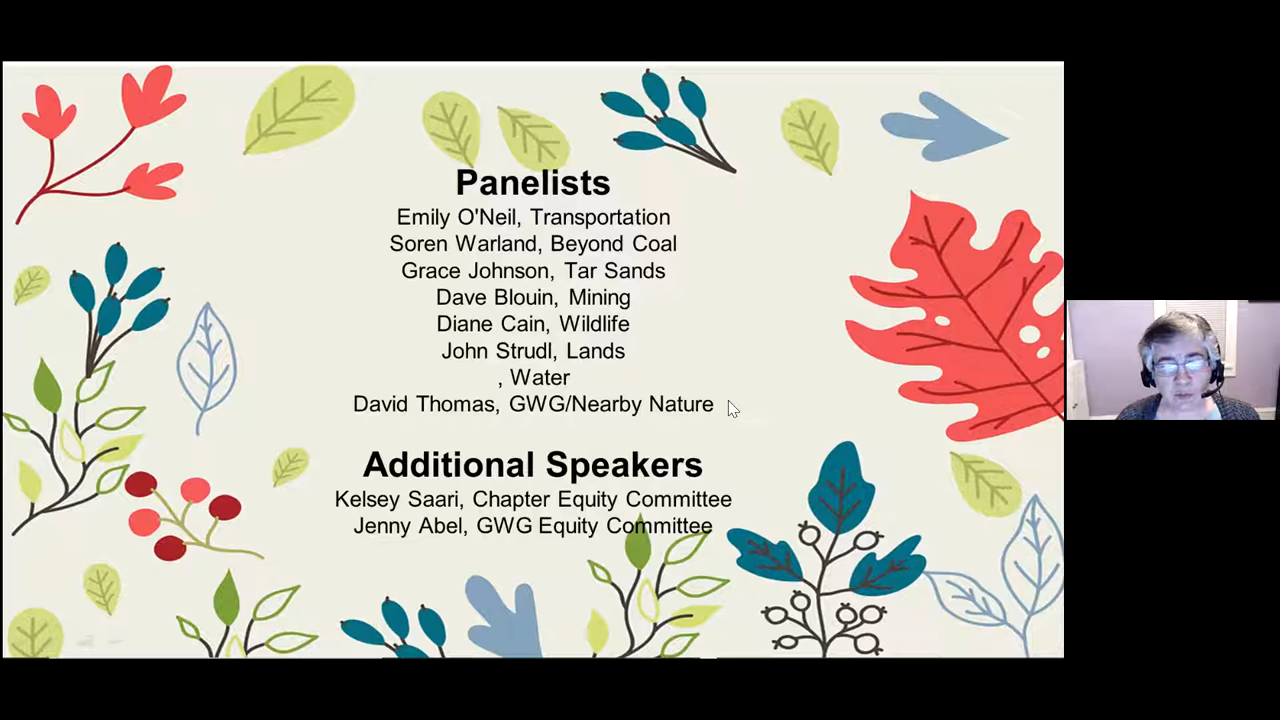 Panelists
Emily O'Neil, Transportation
Soren Warland, Beyond Coal
Grace Johnson, Tar Sands
Dave Blouin, Mining
Diane Cain, Wildlife
John Strudl, Lands
, Water
David Thomas, GWG/Nearby Nature
Additional Speakers
Kelsey Saari, Chapter Equity Committee
Jenny Abel, GWG Equity Committee